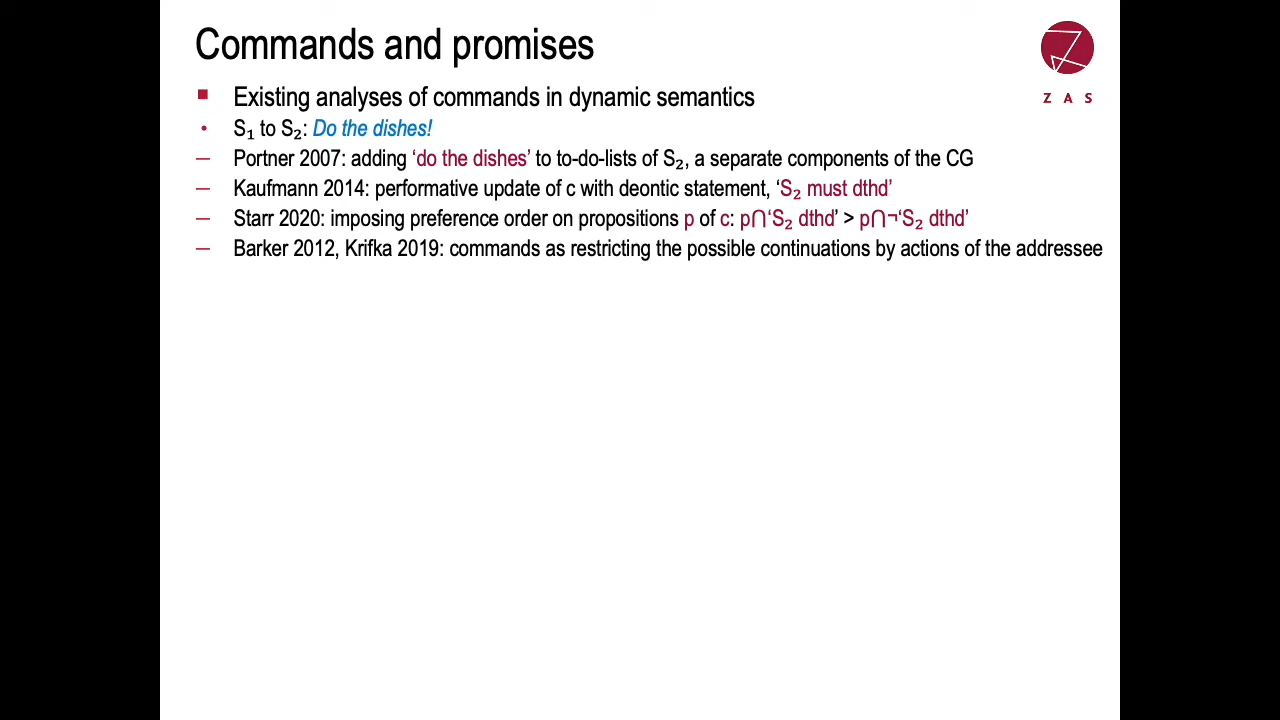 Commands and promises
Z A S
■ Existing analyses of commands in dynamic semantics
• S₁ to S₂: Do the dishes!
— Portner 2007: adding ‘do the dishes’ to to-do-lists of S₂, a separate components of the CG
— Kaufmann 2014: performative update of c with deontic statement, ‘S₂ must dthd’
— Starr 2020: imposing preference order on propositions p of c: p⋂‘S₂ dthd’ > p⋂¬‘S₂ dthd’
— Barker 2012, Krifka 2019: commands as restricting the possible continuations by actions of the addressee